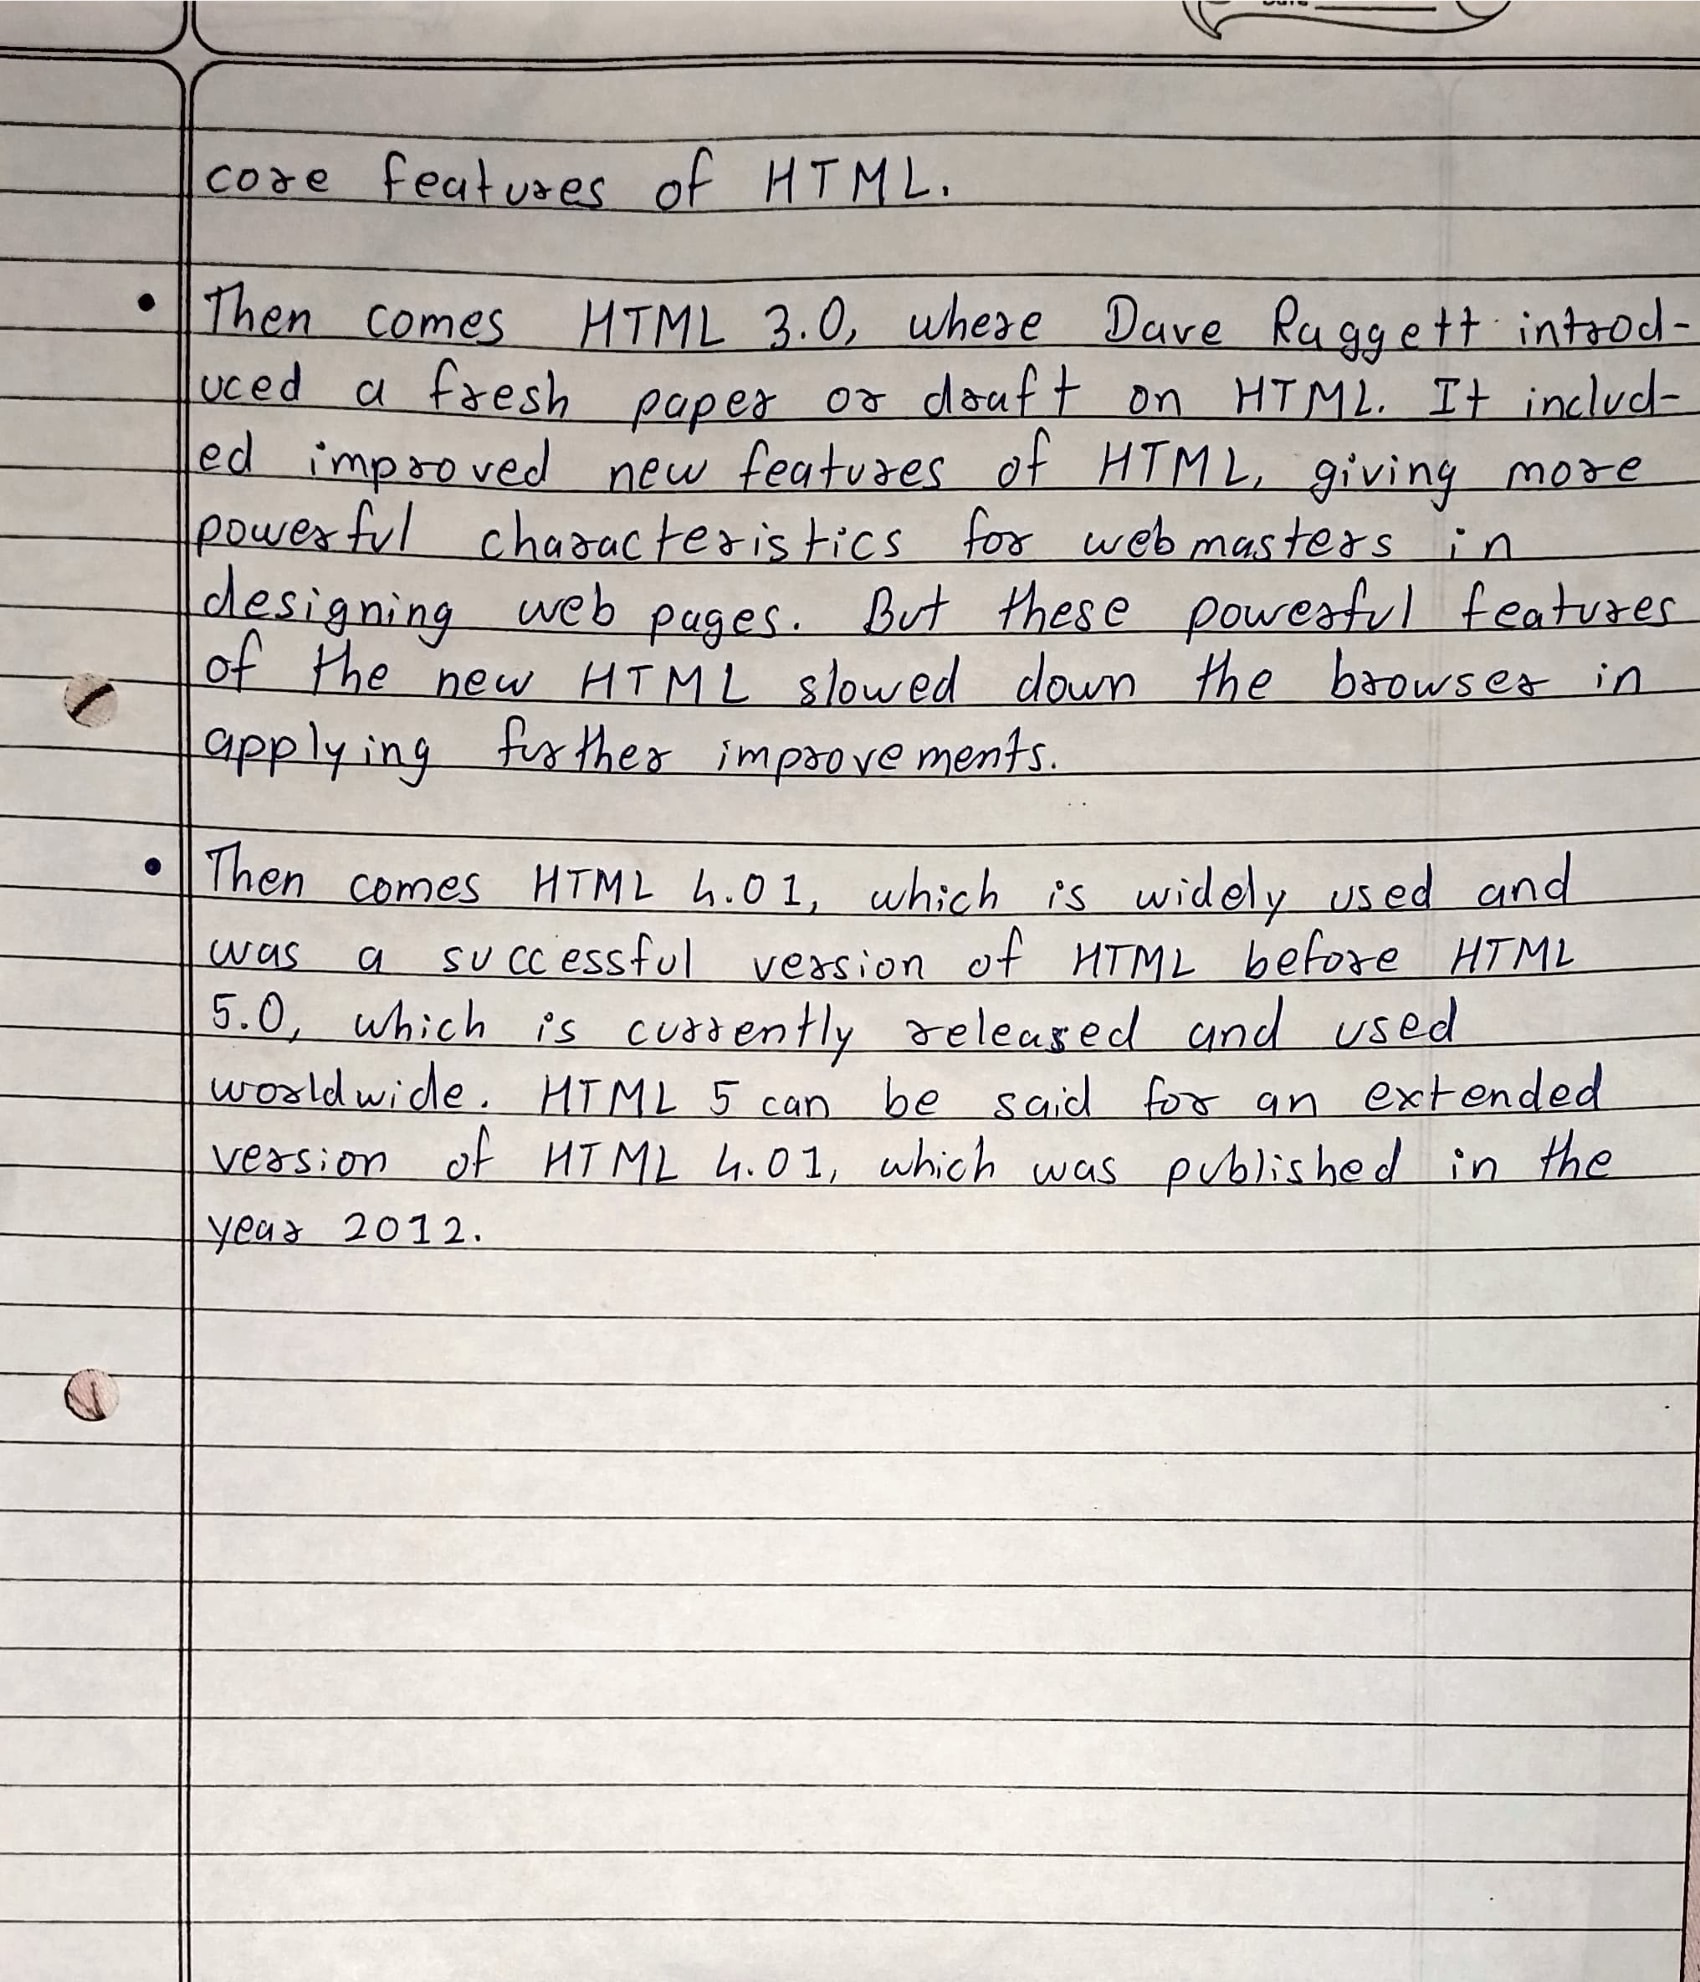 core features of HTML.
• Then comes HTML 3.0, where Dave Raggett introd-
uced a fresh paper or draft on HTML. It includ-
ed improved new features of HTML, giving more
powerful characteristics for webmasters in
designing web pages. But these powerful features
of the new HTML slowed down the browser in
applying further improvements.
• Then comes HTML 4.01, which is widely used and
was a successful version of HTML before HTML
5.0, which is currently released and used
worldwide. HTML 5 can be said for an extended
version of HTML 4.01, which was published in the
year 2012.